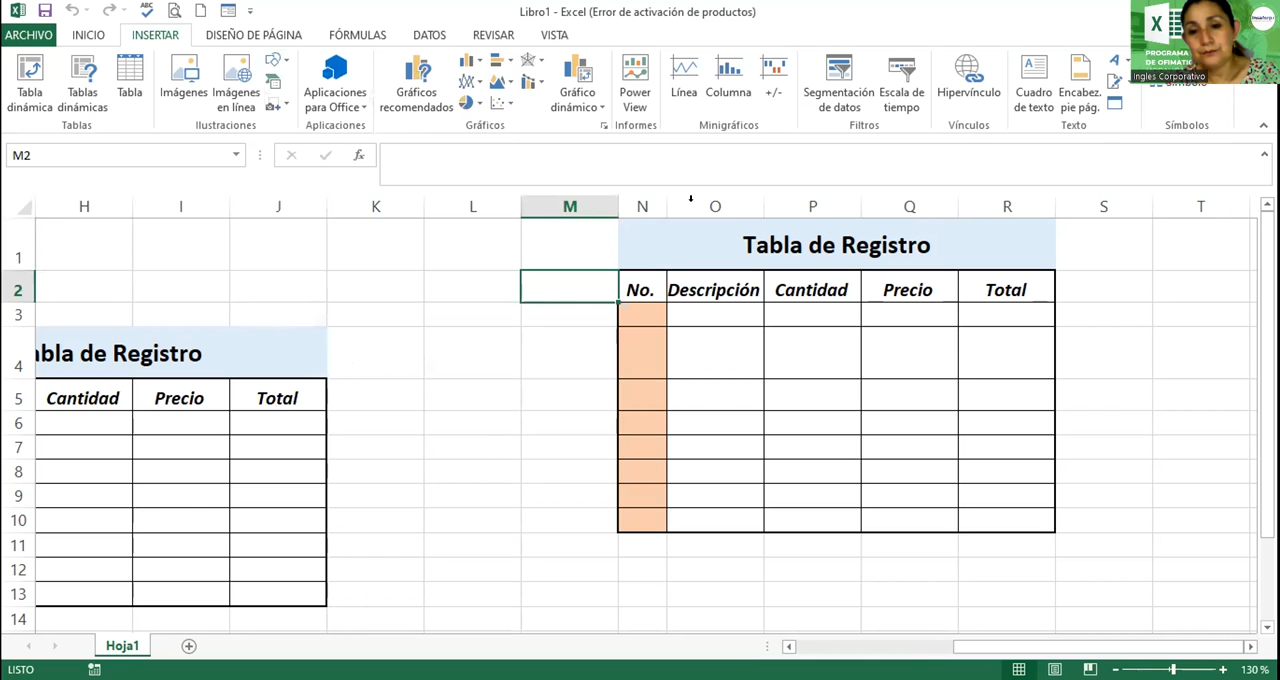 Libro1 - Excel (Error de activación de productos)
ARCHIVO INICIO INSERTAR DISEÑO DE PÁGINA FÓRMULAS DATOS REVISAR VISTA
Tabla dinámica
Tablas dinámicas
Tabla
Imágenes
Imágenes en línea
Aplicaciones para Office
Gráficos recomendados
Gráfico dinámico
Power View
Línea
Columna
+/-
Segmentación de datos
Escala de tiempo
Hipervínculo
Cuadro de texto
Encabez. pie pág.
Tablas Ilustraciones Aplicaciones Gráficos Informes Minigráficos Filtros Vínculos Texto Símbolos
PROGRAMA
DE OFIMATIC
Ingles Corporativo
M2
fx
H I J K L M N O P Q R S T
1 Tabla de Registro
2 No. Descripción Cantidad Precio Total
3
4 abla de Registro
5 Cantidad Precio Total
6
7
8
9
10
11
12
13
14
Hoja1
LISTO
130 %